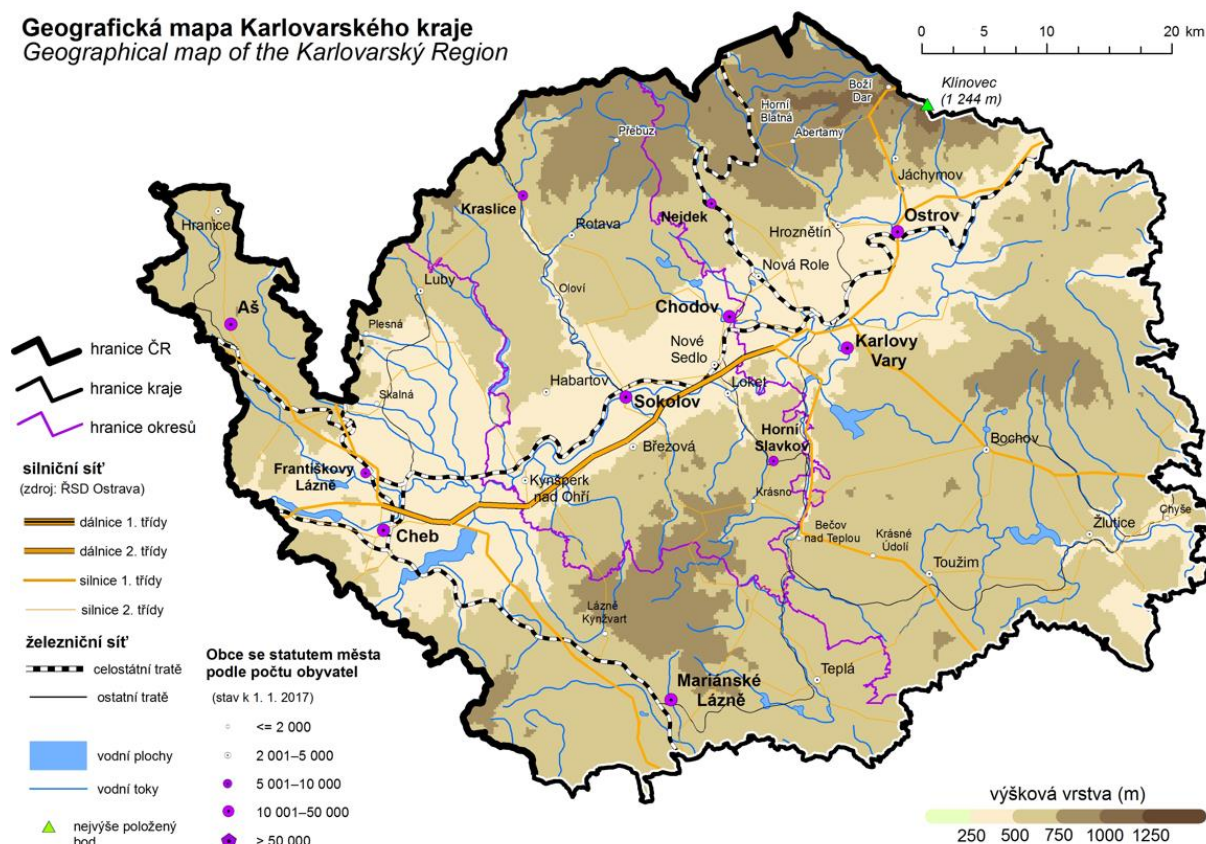 Geografická mapa Karlovarského kraje
Geographical map of the Karlovarský Region
0 5 10 20 km
Klínovec
(1 244 m)
Boží
Dar
Horní
Blatná
Abertamy
Přebuz
Jáchymov
Kraslice
Nejdek
Ostrov
Hroznětín
Hranice
Rotava
Nová Role
Luby
Oloví
Aš
Chodov
Plesná
Karlovy
Vary
Nové
Sedlo
Habartov
Loket
Skalná
Sokolov
Horní
Slavkov
Březová
Bochov
Františkovy
Lázně
Kynšperk
nad Ohří
Krásno
Cheb
Bečov
nad Teplou
Krásné
Údolí
Žlutice
Chyše
Toužim
Lázně
Kynžvart
Teplá
Mariánské
Lázně
hranice ČR
hranice kraje
hranice okresů
silniční síť
(zdroj: ŘSD Ostrava)
dálnice 1. třídy
dálnice 2. třídy
silnice 1. třídy
silnice 2. třídy
železniční síť
celostátní tratě
ostatní tratě
vodní plochy
vodní toky
nejvýše položený
bod
Obce se statutem města
podle počtu obyvatel
(stav k 1. 1. 2017)
<= 2 000
2 001–5 000
5 001–10 000
10 001–50 000
> 50 000
výšková vrstva (m)
250 500 750 1000 1250